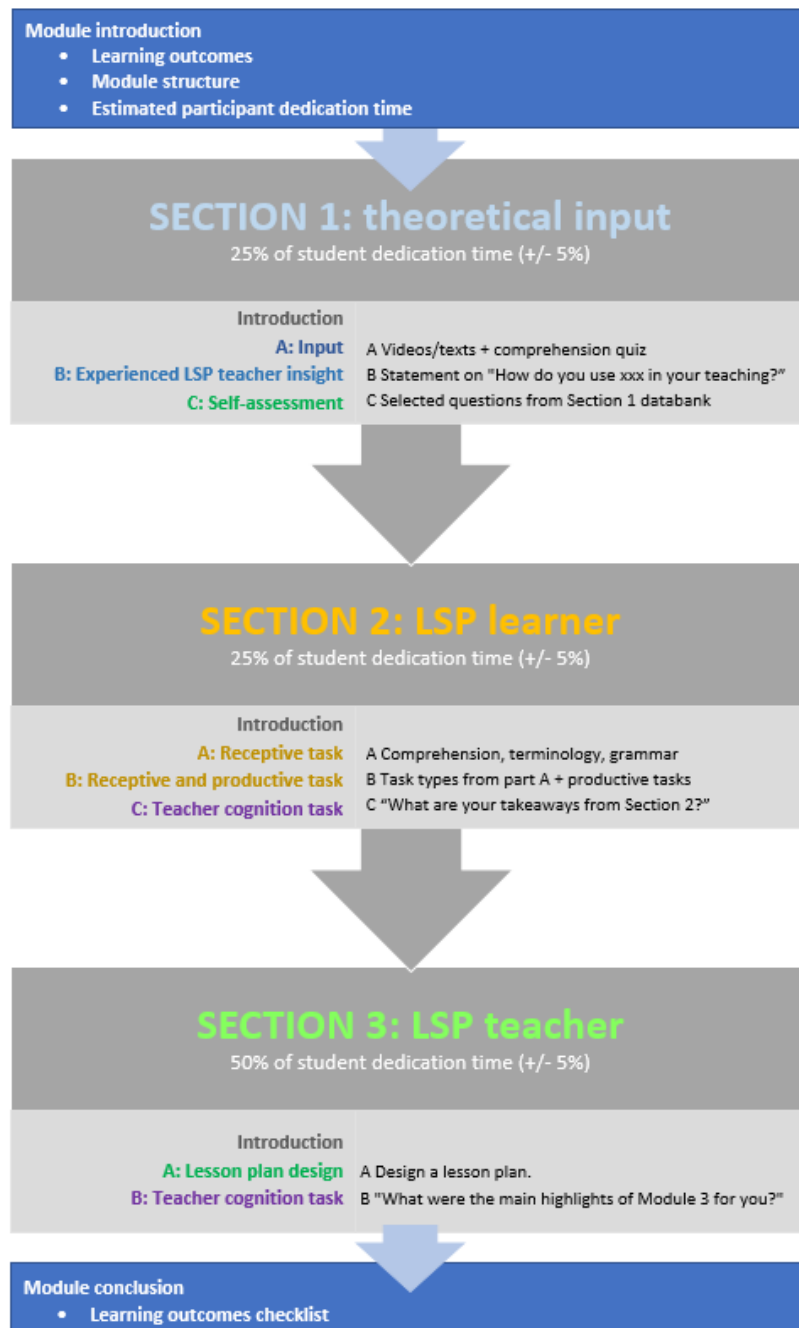 Module introduction
• Learning outcomes
• Module structure
• Estimated participant dedication time
SECTION 1: theoretical input
25% of student dedication time (+/- 5%)
Introduction
A: Input
B: Experienced LSP teacher insight
C: Self-assessment
A Videos/texts + comprehension quiz
B Statement on "How do you use xxx in your teaching?”
C Selected questions from Section 1 databank
SECTION 2: LSP learner
25% of student dedication time (+/- 5%)
Introduction
A: Receptive task
B: Receptive and productive task
C: Teacher cognition task
A Comprehension, terminology, grammar
B Task types from part A + productive tasks
C “What are your takeaways from Section 2?”
SECTION 3: LSP teacher
50% of student dedication time (+/- 5%)
Introduction
A: Lesson plan design
B: Teacher cognition task
A Design a lesson plan.
B "What were the main highlights of Module 3 for you?"
Module conclusion
• Learning outcomes checklist